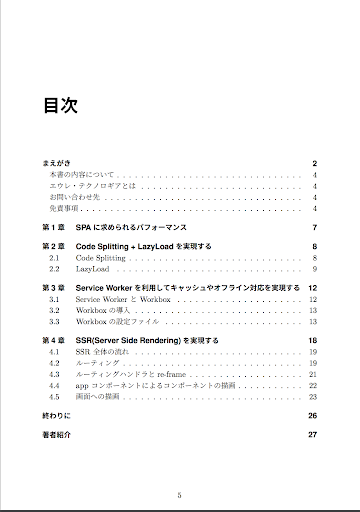 目次
まえがき 2
本書の内容について . . . . . . . . . . . . . . . . . . . . . . . . . . . . 4
エウレ・テクノロギアとは . . . . . . . . . . . . . . . . . . . . . . . . 4
お問い合わせ先 . . . . . . . . . . . . . . . . . . . . . . . . . . . . . . 4
免責事項 . . . . . . . . . . . . . . . . . . . . . . . . . . . . . . . . . 4
第 1 章 SPA に求められるパフォーマンス 7
第 2 章 Code Splitting + LazyLoad を実現する 8
2.1 Code Splitting . . . . . . . . . . . . . . . . . . . . . . . . . . 8
2.2 LazyLoad . . . . . . . . . . . . . . . . . . . . . . . . . . . . 9
第 3 章 Service Worker を利用してキャッシュやオフライン対応を実現する 12
3.1 Service Worker と Workbox . . . . . . . . . . . . . . . . . . . 12
3.2 Workbox の導入 . . . . . . . . . . . . . . . . . . . . . . . . . 13
3.3 Workbox の設定ファイル . . . . . . . . . . . . . . . . . . . . . 13
第 4 章 SSR(Server Side Rendering) を実現する 18
4.1 SSR 全体の流れ . . . . . . . . . . . . . . . . . . . . . . . . . 19
4.2 ルーティング . . . . . . . . . . . . . . . . . . . . . . . . . . 19
4.3 ルーティングハンドラと re-frame . . . . . . . . . . . . . . . . . 21
4.4 app コンポーネントによるコンポーネントの描画 . . . . . . . . . . . 22
4.5 画面への描画 . . . . . . . . . . . . . . . . . . . . . . . . . . 23
終わりに 26
著者紹介 27
5